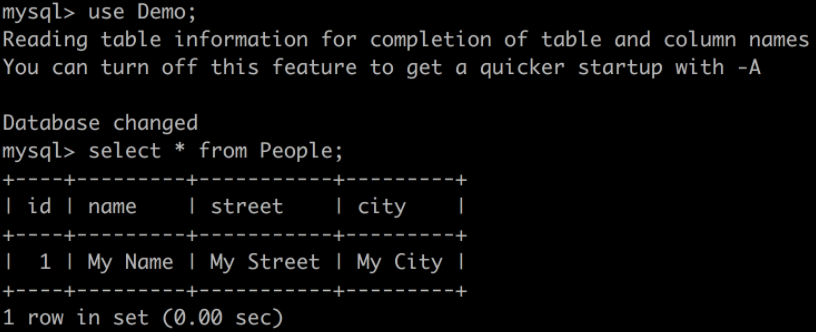 mysql> use Demo;
Reading table information for completion of table and column names
You can turn off this feature to get a quicker startup with -A

Database changed
mysql> select * from People;
+----+---------+-----------+---------+
| id | name    | street    | city    |
+----+---------+-----------+---------+
|  1 | My Name | My Street | My City |
+----+---------+-----------+---------+
1 row in set (0.00 sec)